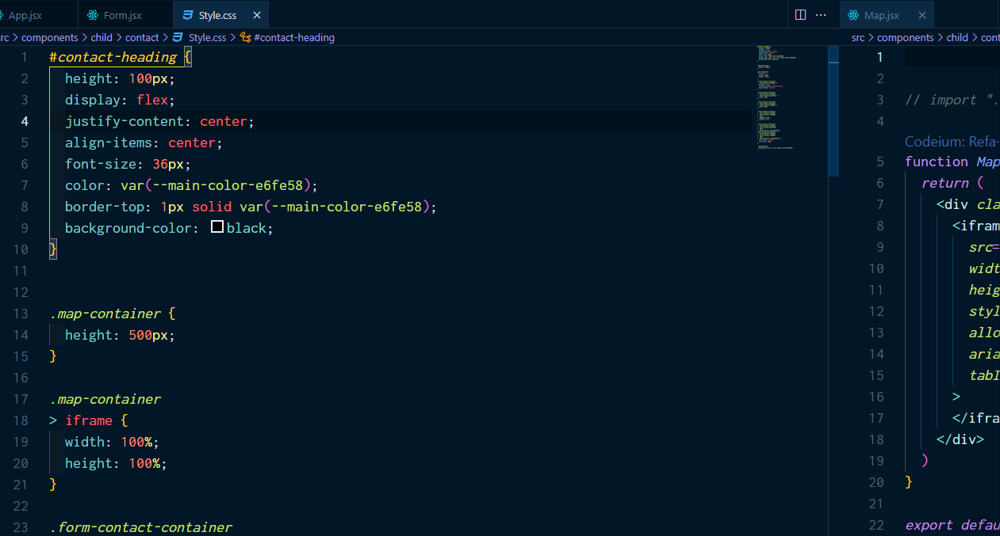 App.jsx
Form.jsx
Style.css
Map.jsx
rc > components > child > contact > Style.css > #contact-heading
src > components > child > cont
1 #contact-heading {
2 height: 100px;
3 display: flex;
4 justify-content: center;
5 align-items: center;
6 font-size: 36px;
7 color: var(--main-color-e6fe58);
8 border-top: 1px solid var(--main-color-e6fe58);
9 background-color: black;
10 }
11
12
13 .map-container {
14 height: 500px;
15 }
16
17 .map-container
18 > iframe {
19 width: 100%;
20 height: 100%;
21 }
22
23 .form-contact-container
1
2
3 // import ".
4
Codeium: Refa
5 function Map
6 return (
7 <div cla
8 <ifram
9 src=
10 widt
11 heig
12 styl
13 allo
14 aria
15 tabI
16 >
17 </ifra
18 </div>
19 )
20 }
21
22 export defau